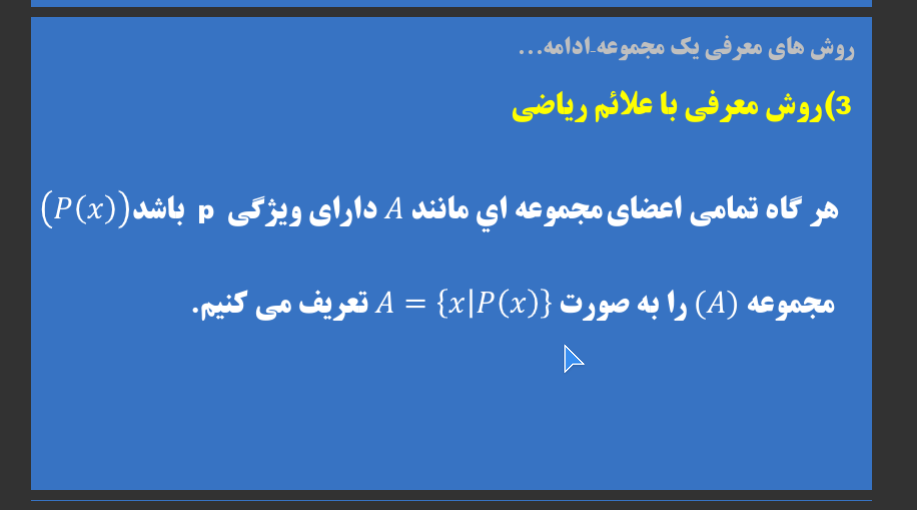 روش های معرفی یک مجموعه-ادامه...
3)روش معرفی با علائم ریاضی
هر گاه تمامی اعضای مجموعه اي مانند A دارای ویژگی p باشد(P(x))
مجموعه (A) را به صورت A = {x|P(x)} تعریف می کنیم.